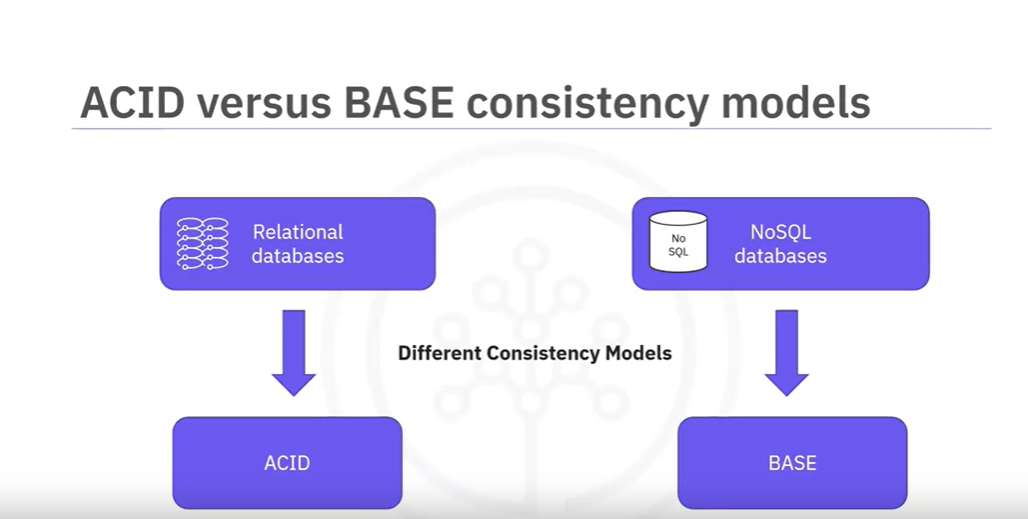 ACID versus BASE consistency models
Relational
databases
No
SQL
NoSQL
databases
Different Consistency Models
ACID
BASE